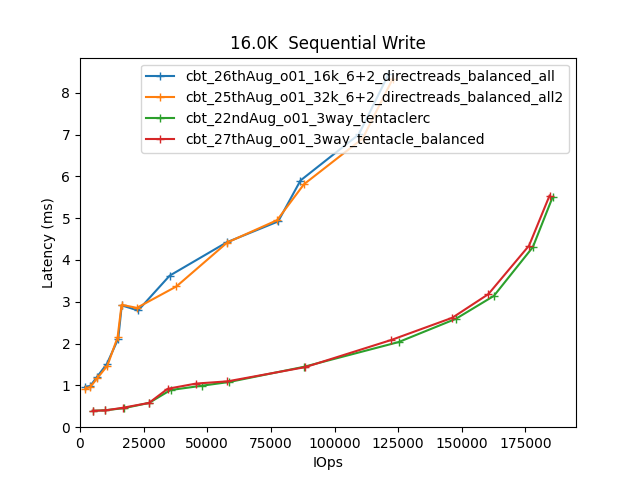 16.0K  Sequential Write
cbt_26thAug_o01_16k_6+2_directreads_balanced_all
cbt_25thAug_o01_32k_6+2_directreads_balanced_all2
cbt_22ndAug_o01_3way_tentaclerc
cbt_27thAug_o01_3way_tentacle_balanced
Latency (ms)
8
7
6
5
4
3
2
1
0
0 25000 50000 75000 100000 125000 150000 175000
IOps